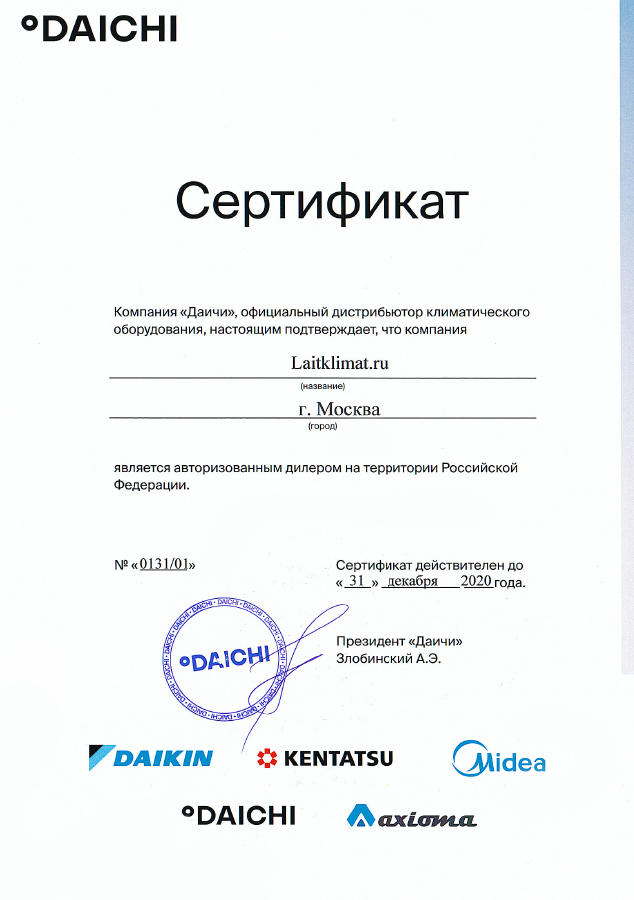 °DAICHI
Сертификат
Компания «Даичи», официальный дистрибьютор климатического
оборудования, настоящим подтверждает, что компания
Laitklimat.ru
(название)
г. Москва
(город)
является авторизованным дилером на территории Российской
Федерации.
№ «0131/01»
Сертификат действителен до
« 31 » декабря 2020 года.
°DAICHI
Президент «Даичи»
Злобинский А.Э.
DAIKIN
KENTATSU
Midea
°DAICHI
axioma